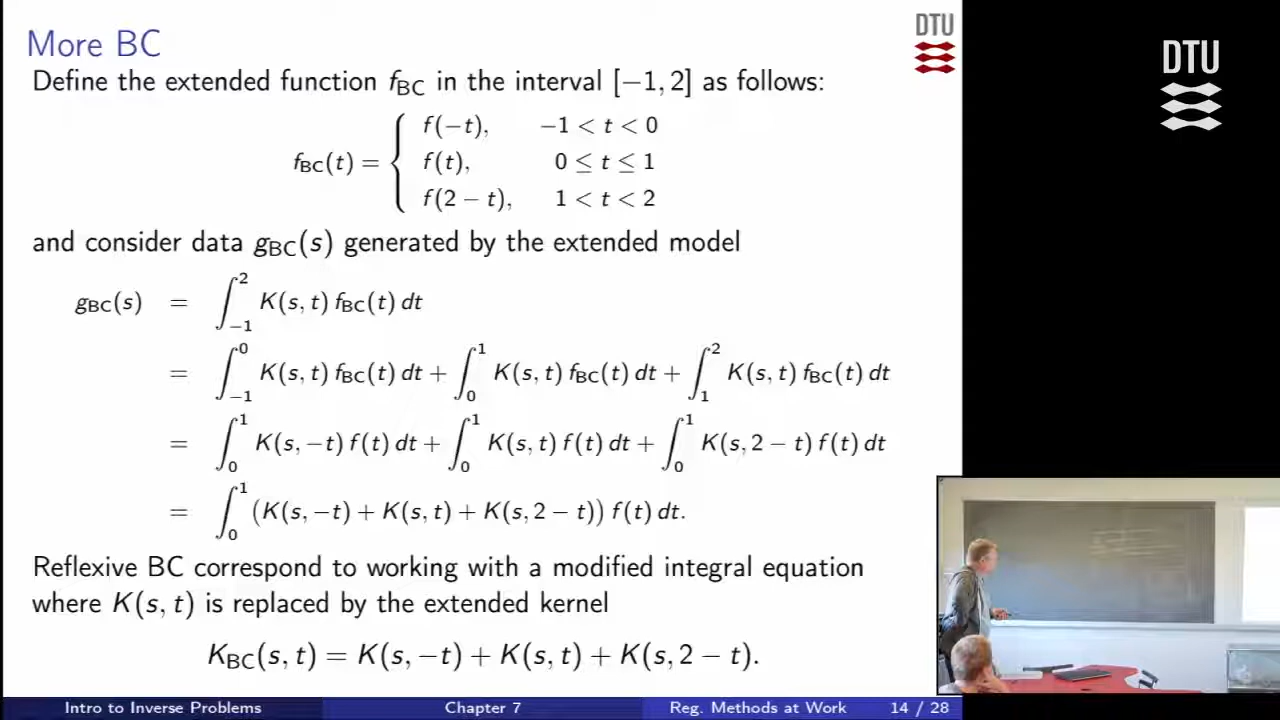 More BC
DTU
DTU
Define the extended function f_BC in the interval [−1, 2] as follows:
f_BC(t) = { f(−t), −1 < t < 0
f(t), 0 ≤ t ≤ 1
f(2 − t), 1 < t < 2
and consider data g_BC(s) generated by the extended model
g_BC(s) = ∫_{−1}^{2} K(s, t) f_BC(t) dt
= ∫_{−1}^{0} K(s, t) f_BC(t) dt + ∫_{0}^{1} K(s, t) f_BC(t) dt + ∫_{1}^{2} K(s, t) f_BC(t) dt
= ∫_{0}^{1} K(s, −t) f(t) dt + ∫_{0}^{1} K(s, t) f(t) dt + ∫_{0}^{1} K(s, 2 − t) f(t) dt
= ∫_{0}^{1} (K(s, −t) + K(s, t) + K(s, 2 − t)) f(t) dt.
Reflexive BC correspond to working with a modified integral equation
where K(s, t) is replaced by the extended kernel
K_BC(s, t) = K(s, −t) + K(s, t) + K(s, 2 − t).
Intro to Inverse Problems Chapter 7 Reg. Methods at Work 14 / 28